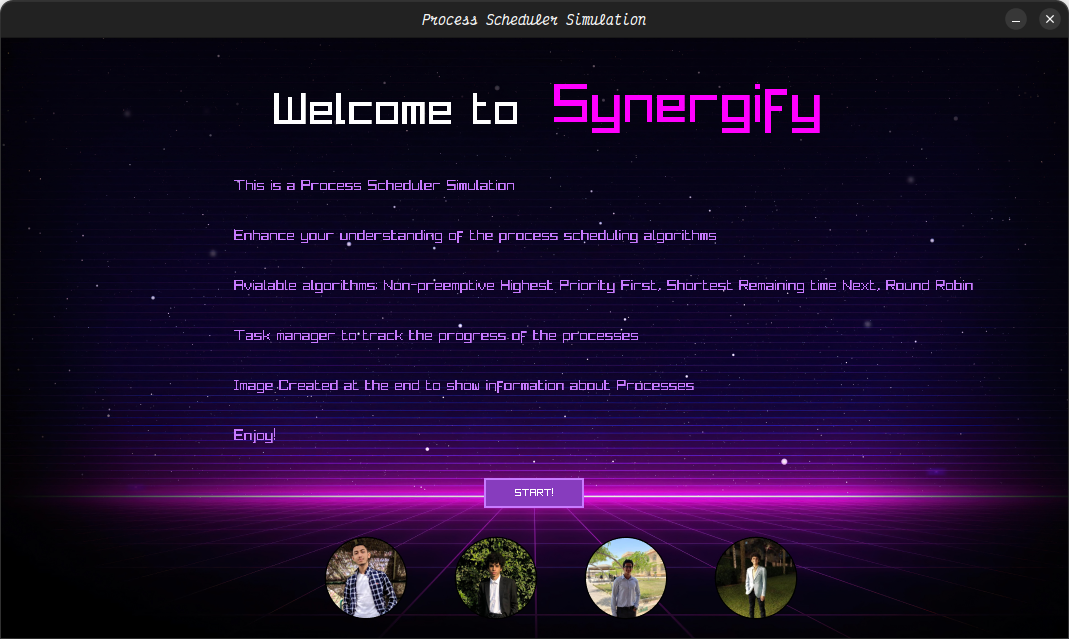 Process Scheduler Simulation
Welcome to Synergify
This is a Process Scheduler Simulation
Enhance your understanding of the process scheduling algorithms
Avialable algorithms: Non-preemptive Highest Priority First, Shortest Remaining time Next, Round Robin
Task manager to track the progress of the processes
Image Created at the end to show information about Processes
Enjoy!
START!